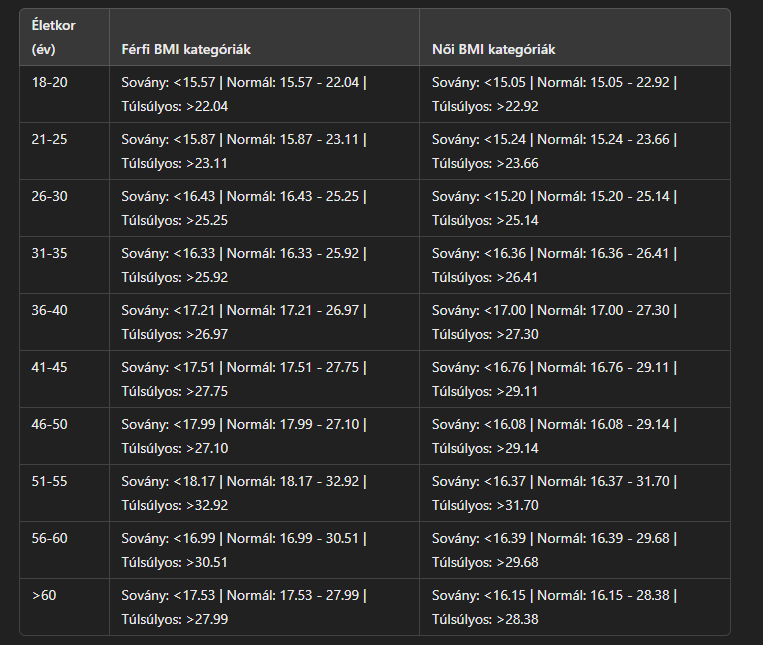 Életkor
(év)
Férfi BMI kategóriák
Női BMI kategóriák
18-20
Sovány: <15.57 | Normál: 15.57 - 22.04 |
Túlsúlyos: >22.04
Sovány: <15.05 | Normál: 15.05 - 22.92 |
Túlsúlyos: >22.92
21-25
Sovány: <15.87 | Normál: 15.87 - 23.11 |
Túlsúlyos: >23.11
Sovány: <15.24 | Normál: 15.24 - 23.66 |
Túlsúlyos: >23.66
26-30
Sovány: <16.43 | Normál: 16.43 - 25.25 |
Túlsúlyos: >25.25
Sovány: <15.20 | Normál: 15.20 - 25.14 |
Túlsúlyos: >25.14
31-35
Sovány: <16.33 | Normál: 16.33 - 25.92 |
Túlsúlyos: >25.92
Sovány: <16.36 | Normál: 16.36 - 26.41 |
Túlsúlyos: >26.41
36-40
Sovány: <17.21 | Normál: 17.21 - 26.97 |
Túlsúlyos: >26.97
Sovány: <17.00 | Normál: 17.00 - 27.30 |
Túlsúlyos: >27.30
41-45
Sovány: <17.51 | Normál: 17.51 - 27.75 |
Túlsúlyos: >27.75
Sovány: <16.76 | Normál: 16.76 - 29.11 |
Túlsúlyos: >29.11
46-50
Sovány: <17.99 | Normál: 17.99 - 27.10 |
Túlsúlyos: >27.10
Sovány: <16.08 | Normál: 16.08 - 29.14 |
Túlsúlyos: >29.14
51-55
Sovány: <18.17 | Normál: 18.17 - 32.92 |
Túlsúlyos: >32.92
Sovány: <16.37 | Normál: 16.37 - 31.70 |
Túlsúlyos: >31.70
56-60
Sovány: <16.99 | Normál: 16.99 - 30.51 |
Túlsúlyos: >30.51
Sovány: <16.39 | Normál: 16.39 - 29.68 |
Túlsúlyos: >29.68
>60
Sovány: <17.53 | Normál: 17.53 - 27.99 |
Túlsúlyos: >27.99
Sovány: <16.15 | Normál: 16.15 - 28.38 |
Túlsúlyos: >28.38